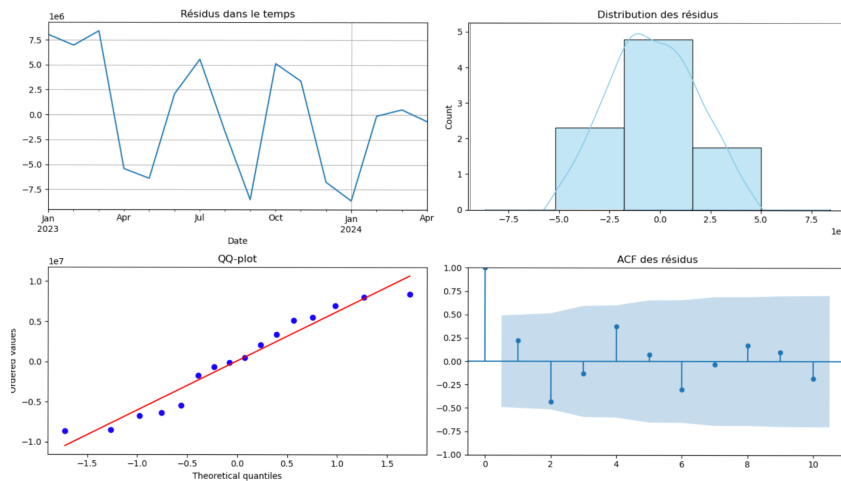 Résidus dans le temps
1e6
7.5
5.0
2.5
0.0
−2.5
−5.0
−7.5
Jan
2023
Apr
Jul
Oct
Jan
2024
Apr
Date
Distribution des résidus
5
4
3
2
1
0
Count
−7.5
−5.0
−2.5
0.0
2.5
5.0
7.5
1e
QQ-plot
1e7
1.0
0.5
0.0
−0.5
−1.0
Ordered Values
−1.5
−1.0
−0.5
0.0
0.5
1.0
1.5
Theoretical quantiles
ACF des résidus
1.00
0.75
0.50
0.25
0.00
−0.25
−0.50
−0.75
−1.00
0
2
4
6
8
10